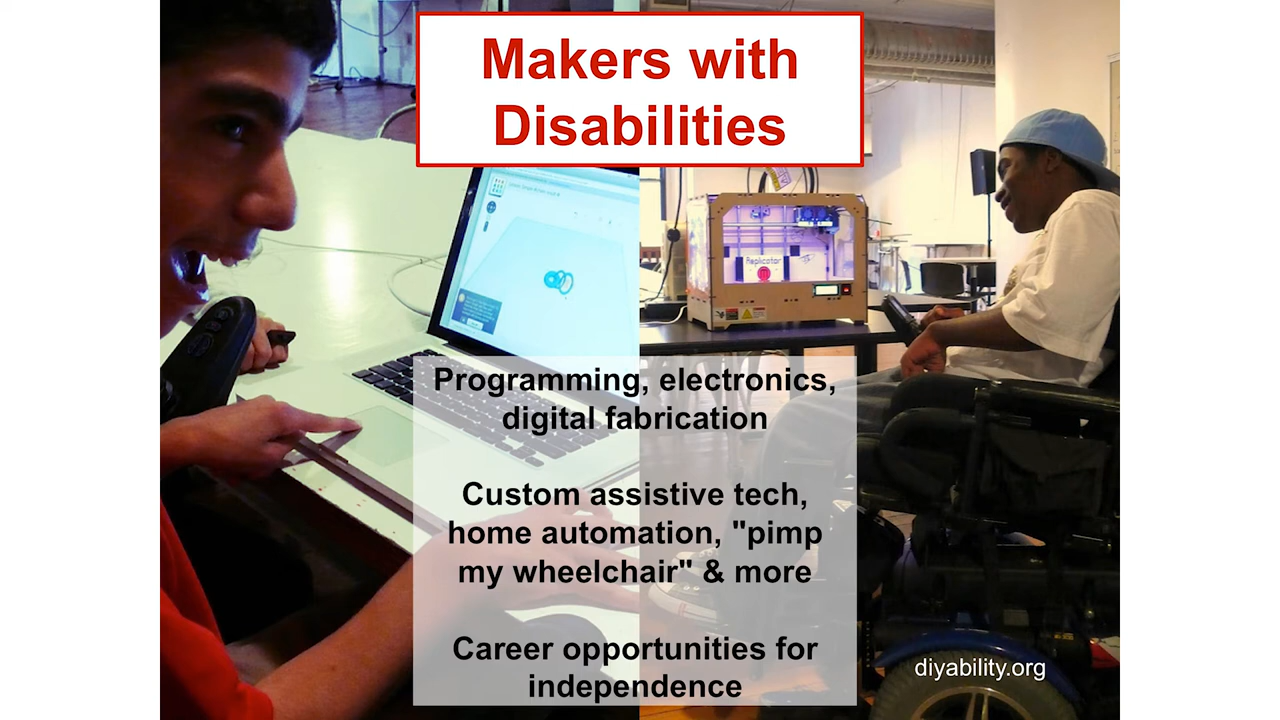 Makers with
Disabilities
Replicator
Programming, electronics,
digital fabrication
Custom assistive tech,
home automation, "pimp
my wheelchair" & more
Career opportunities for
independence
diyability.org